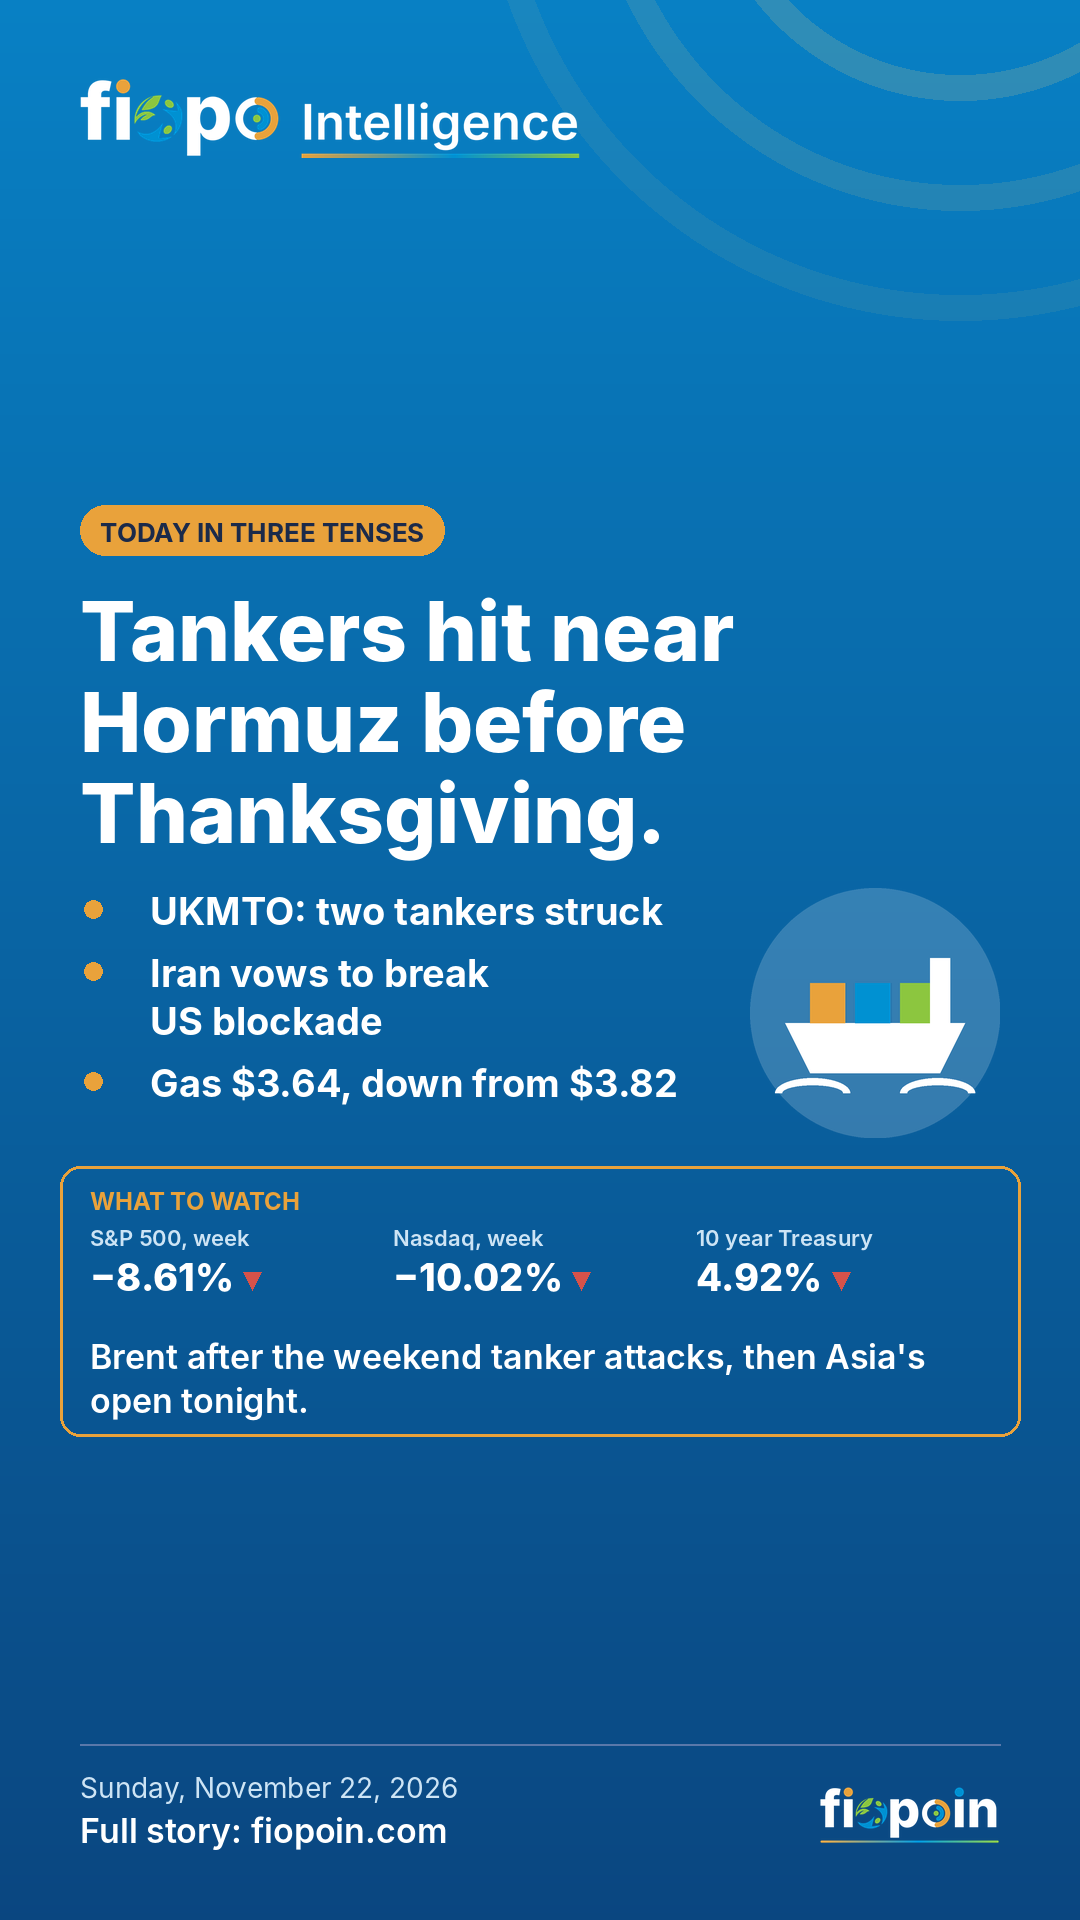 fiopo Intelligence
TODAY IN THREE TENSES
Tankers hit near
Hormuz before
Thanksgiving.
UKMTO: two tankers struck
Iran vows to break
US blockade
Gas $3.64, down from $3.82
WHAT TO WATCH
S&P 500, week Nasdaq, week 10 year Treasury
−8.61% ▼ −10.02% ▼ 4.92% ▼
Brent after the weekend tanker attacks, then Asia's
open tonight.
Sunday, November 22, 2026
Full story: fiopoin.com
fiopoin